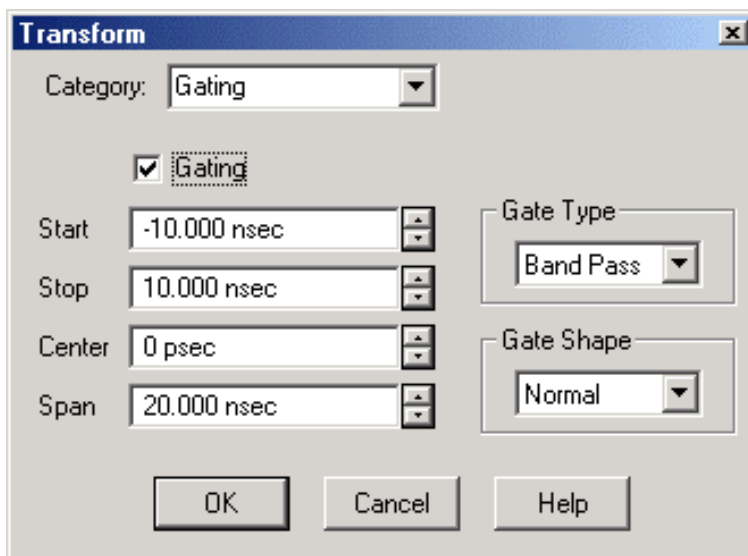 Transform
Category: Gating
Gating
Start -10.000 nsec
Stop 10.000 nsec
Center 0 psec
Span 20.000 nsec
Gate Type
Band Pass
Gate Shape
Normal
OK Cancel Help